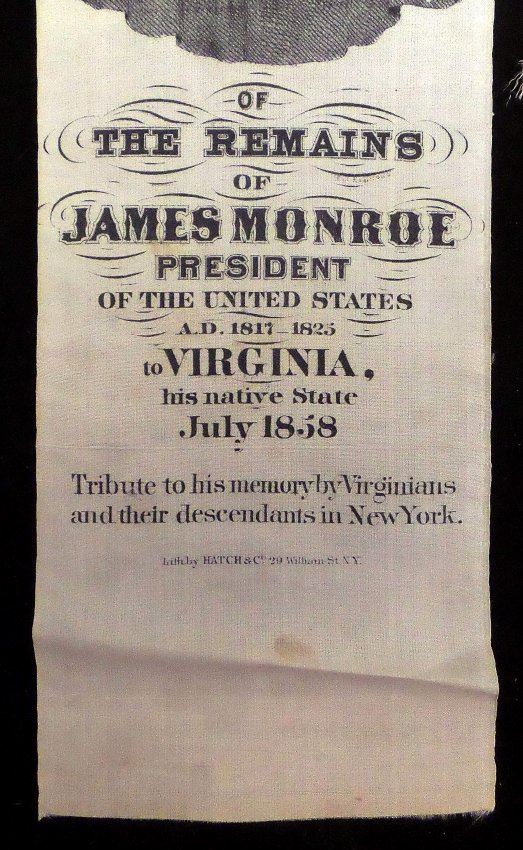 OF
THE REMAINS
OF
JAMES MONROE
PRESIDENT
OF THE UNITED STATES
A.D. 1817–1825
to VIRGINIA,
his native State
July 1858
Tribute to his memory by Virginians
and their descendants in New York.
Lith. by HATCH & Co. 29 William St. N.Y.